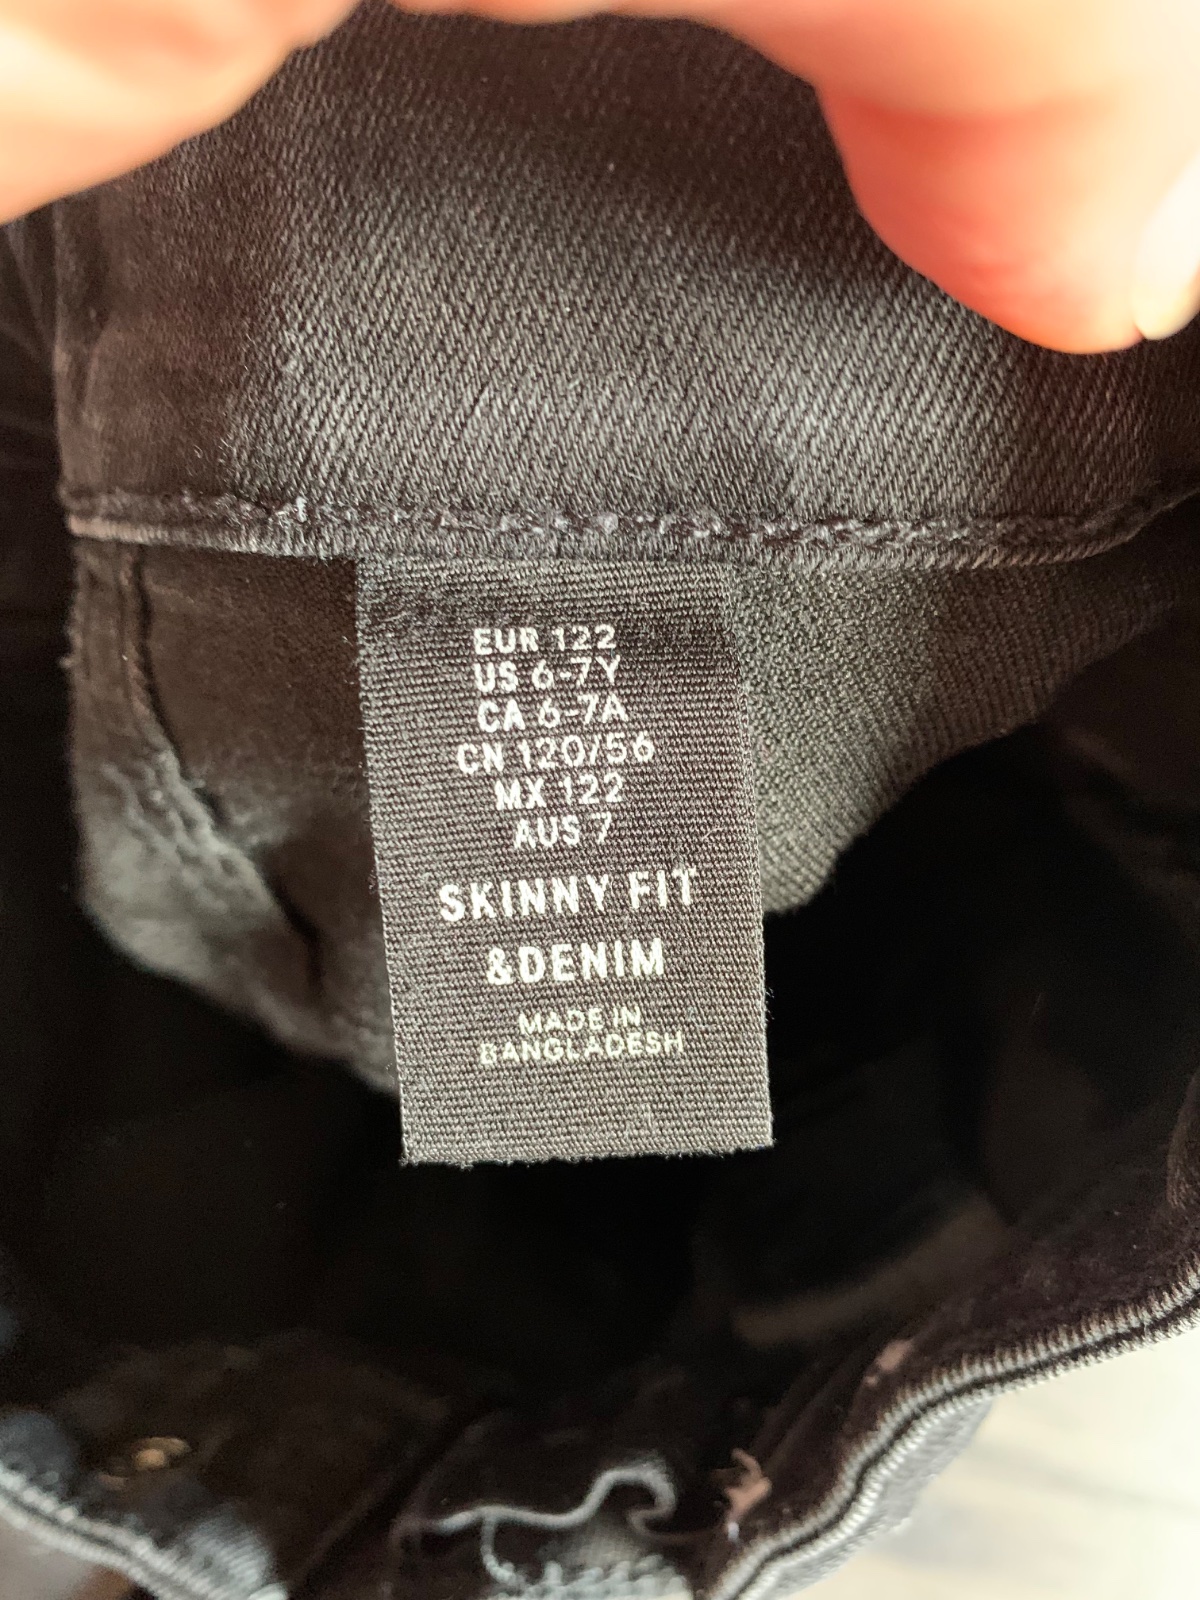 EUR 122
US 6-7Y
CA 6-7A
CN 120/56
MX 122
AUS 7
SKINNY FIT
&DENIM
MADE IN
BANGLADESH